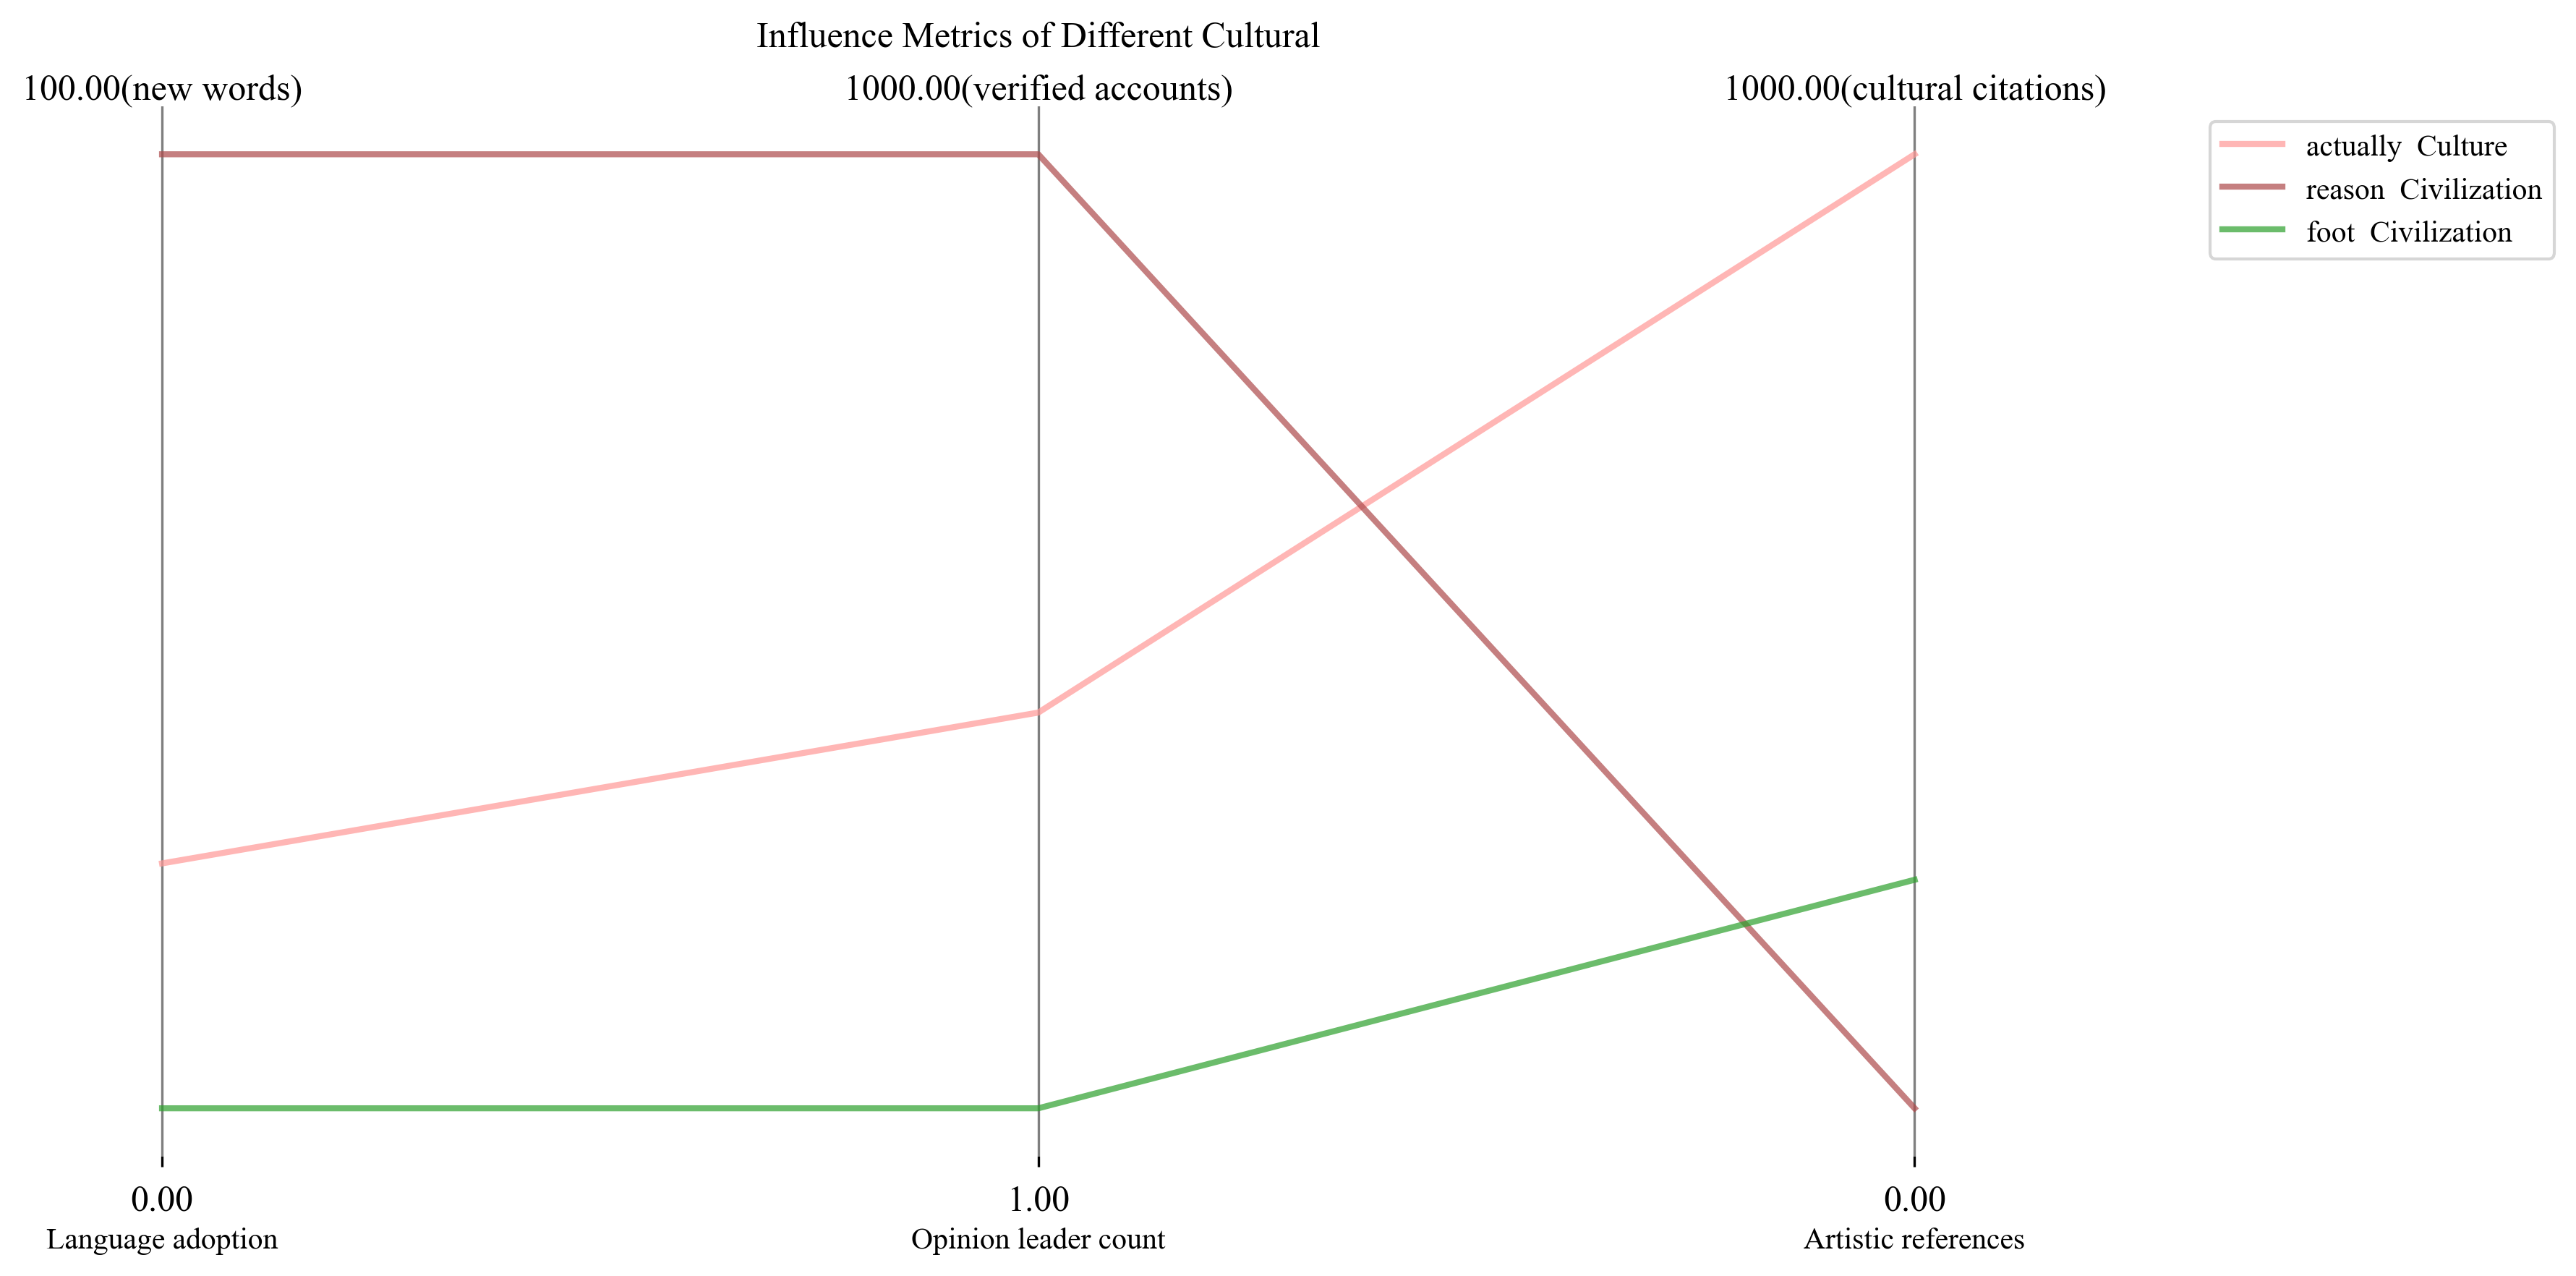 Influence Metrics of Different Cultural
100.00(new words)
1000.00(verified accounts)
1000.00(cultural citations)
actually  Culture
reason  Civilization
foot  Civilization
0.00
1.00
0.00
Language adoption
Opinion leader count
Artistic references